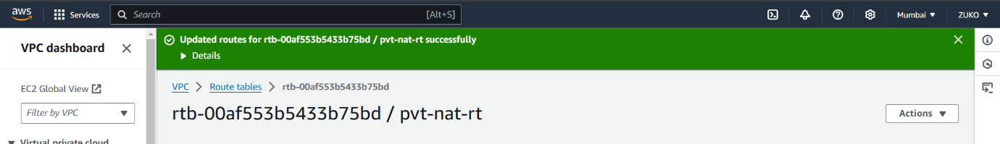 aws Services Search [Alt+S] Mumbai ZUKO
VPC dashboard
Updated routes for rtb-00af553b5433b75bd / pvt-nat-rt successfully
Details
EC2 Global View
Filter by VPC
Virtual private cloud
VPC Route tables rtb-00af553b5433b75bd
rtb-00af553b5433b75bd / pvt-nat-rt
Actions